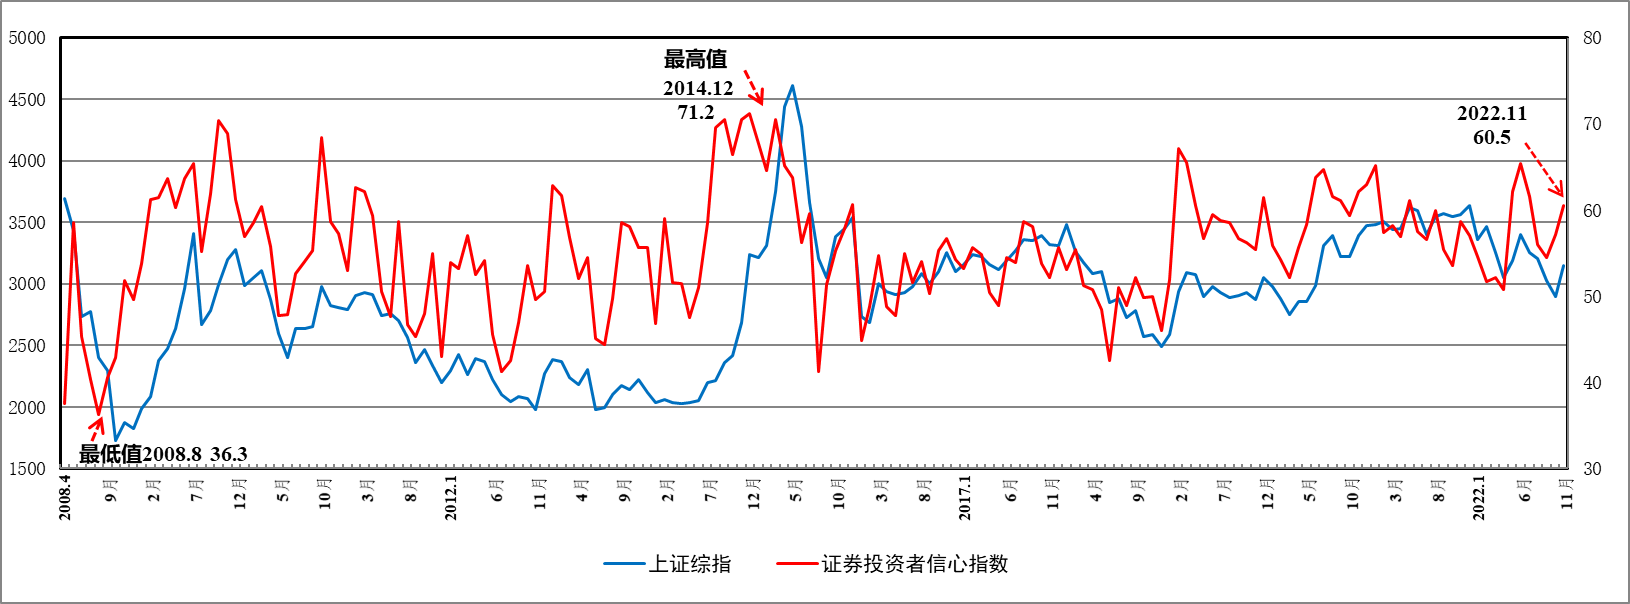 最高值
2014.12
71.2
2022.11
60.5
最低值2008.8 36.3
5000
4500
4000
3500
3000
2500
2000
1500
80
70
60
50
40
30
2008.4
9月
2月
7月
12月
5月
10月
3月
8月
2012.1
6月
11月
4月
9月
2月
7月
12月
5月
10月
3月
8月
2017.1
6月
11月
4月
9月
2月
7月
12月
5月
10月
3月
8月
2022.1
6月
11月
上证综指
证券投资者信心指数